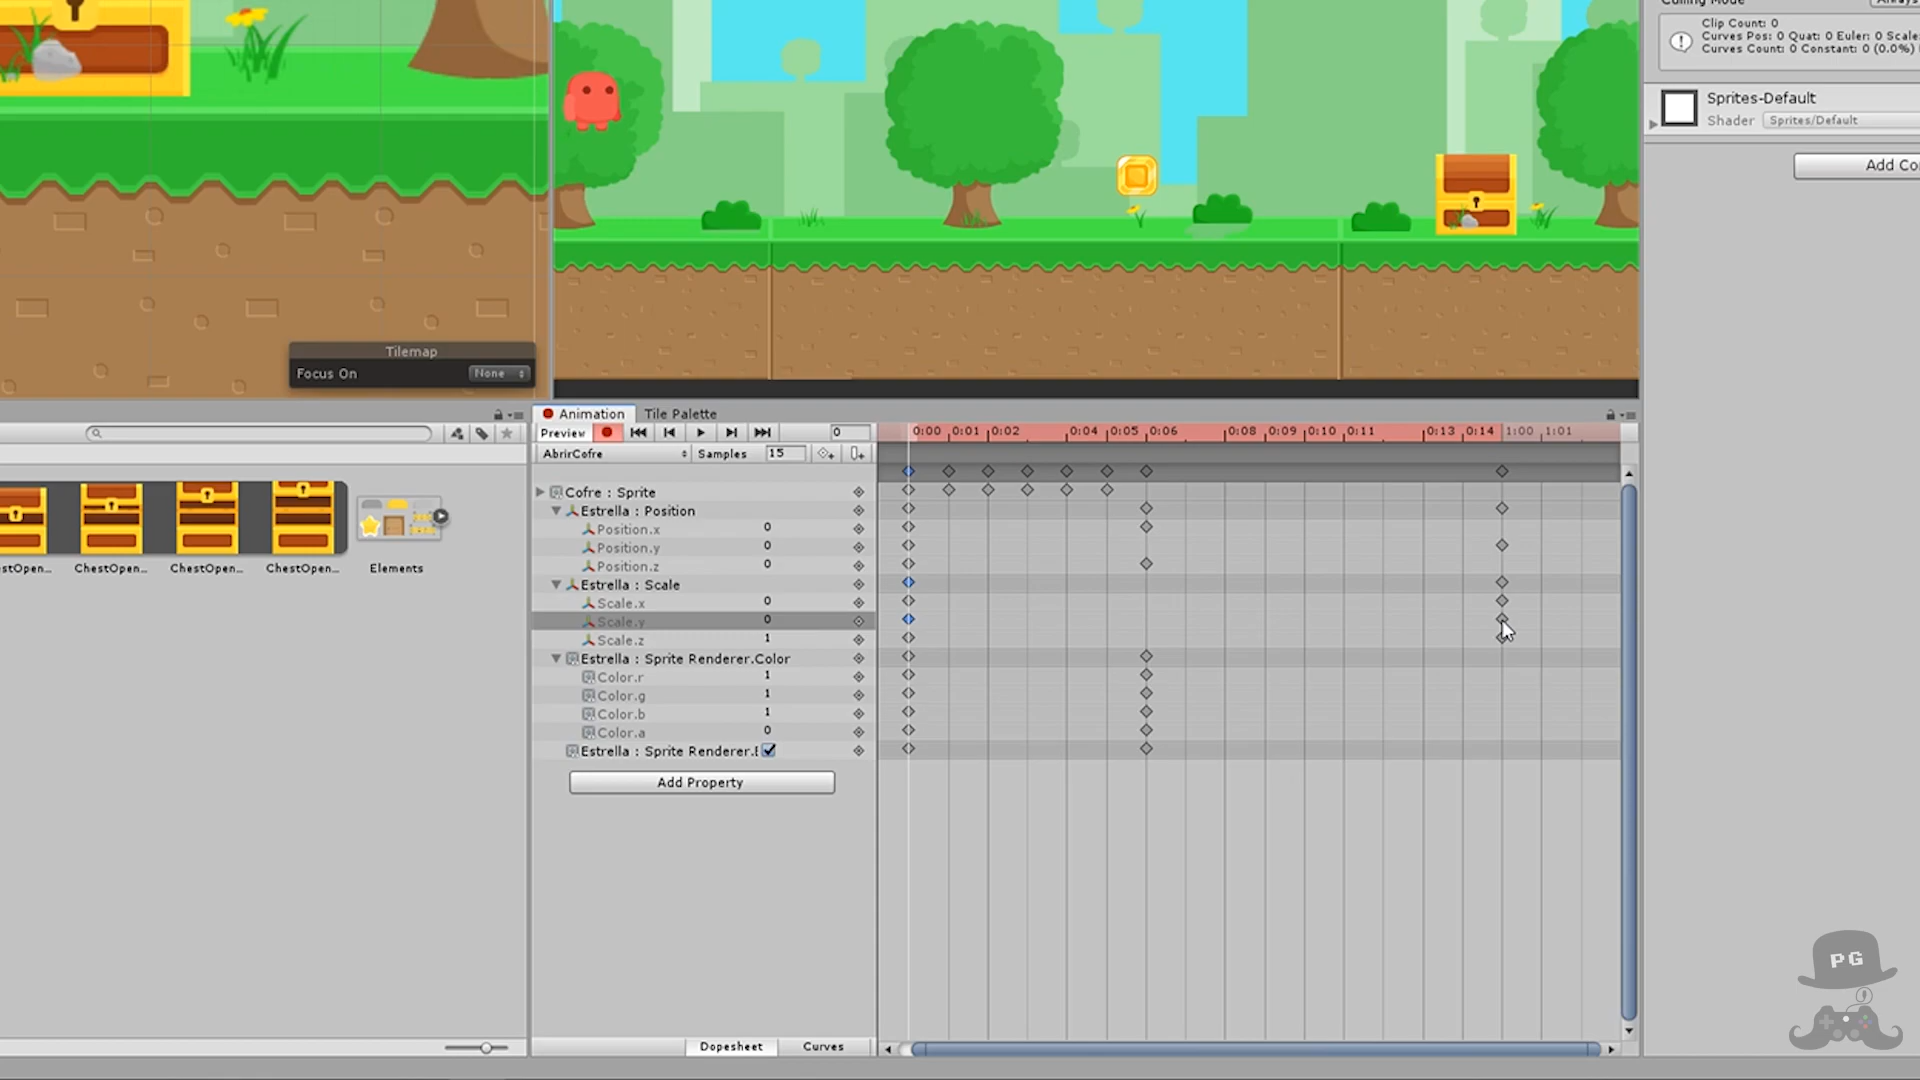 Clip Count: 0
Curves Pos: 0 Quat: 0 Euler: 0 Scale:
Curves Count: 0 Constant: 0 (0.0%)
Sprites-Default
Shader Sprites/Default
Add Co
Tilemap
Focus On None
Animation Tile Palette
Preview 0
0:00 0:01 0:02 0:04 0:05 0:06 0:08 0:09 0:10 0:11 0:13 0:14 1:00 1:01
AbrirCofre Samples 15
Cofre : Sprite
Estrella : Position
Position.x 0
Position.y 0
Position.z 0
Estrella : Scale
Scale.x 0
Scale.y 0
Scale.z 1
Estrella : Sprite Renderer.Color
Color.r 1
Color.g 1
Color.b 1
Color.a 0
Estrella : Sprite Renderer.E
Add Property
stOpen... ChestOpen... ChestOpen... ChestOpen... Elements
Dopesheet Curves
PG